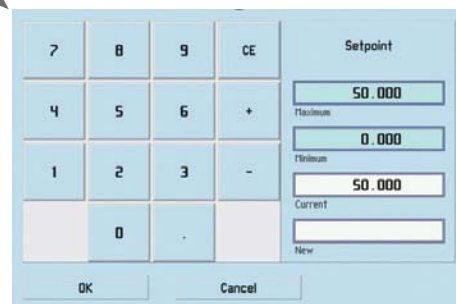 7 8 9 CE
4 5 6 +
1 2 3 -
0 .
OK Cancel
Setpoint
50.000
Maximum
0.000
Minimum
50.000
Current
New